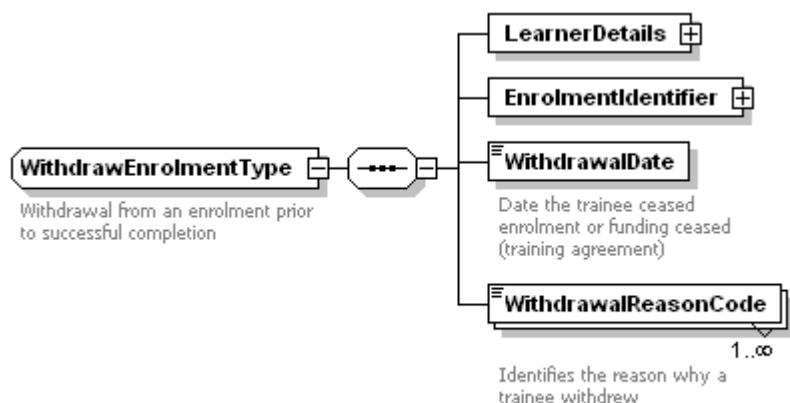 LearnerDetails
EnrolmentIdentifier
WithdrawEnrolmentType
Withdrawal from an enrolment prior
to successful completion
WithdrawalDate
Date the trainee ceased
enrolment or funding ceased
(training agreement)
WithdrawalReasonCode
1..∞
Identifies the reason why a
trainee withdrew